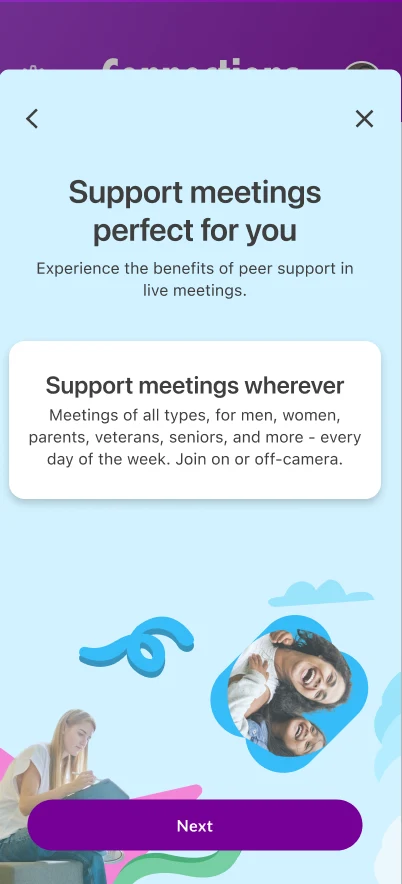 Connections
Support meetings
perfect for you
Experience the benefits of peer support in
live meetings.
Support meetings wherever
Meetings of all types, for men, women,
parents, veterans, seniors, and more - every
day of the week. Join on or off-camera.
Next